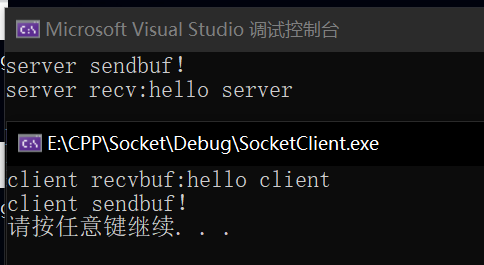 Microsoft Visual Studio 调试控制台
server sendbuf!
server recv:hello server
E:\CPP\Socket\Debug\SocketClient.exe
client recvbuf:hello client
client sendbuf!
请按任意键继续. . .